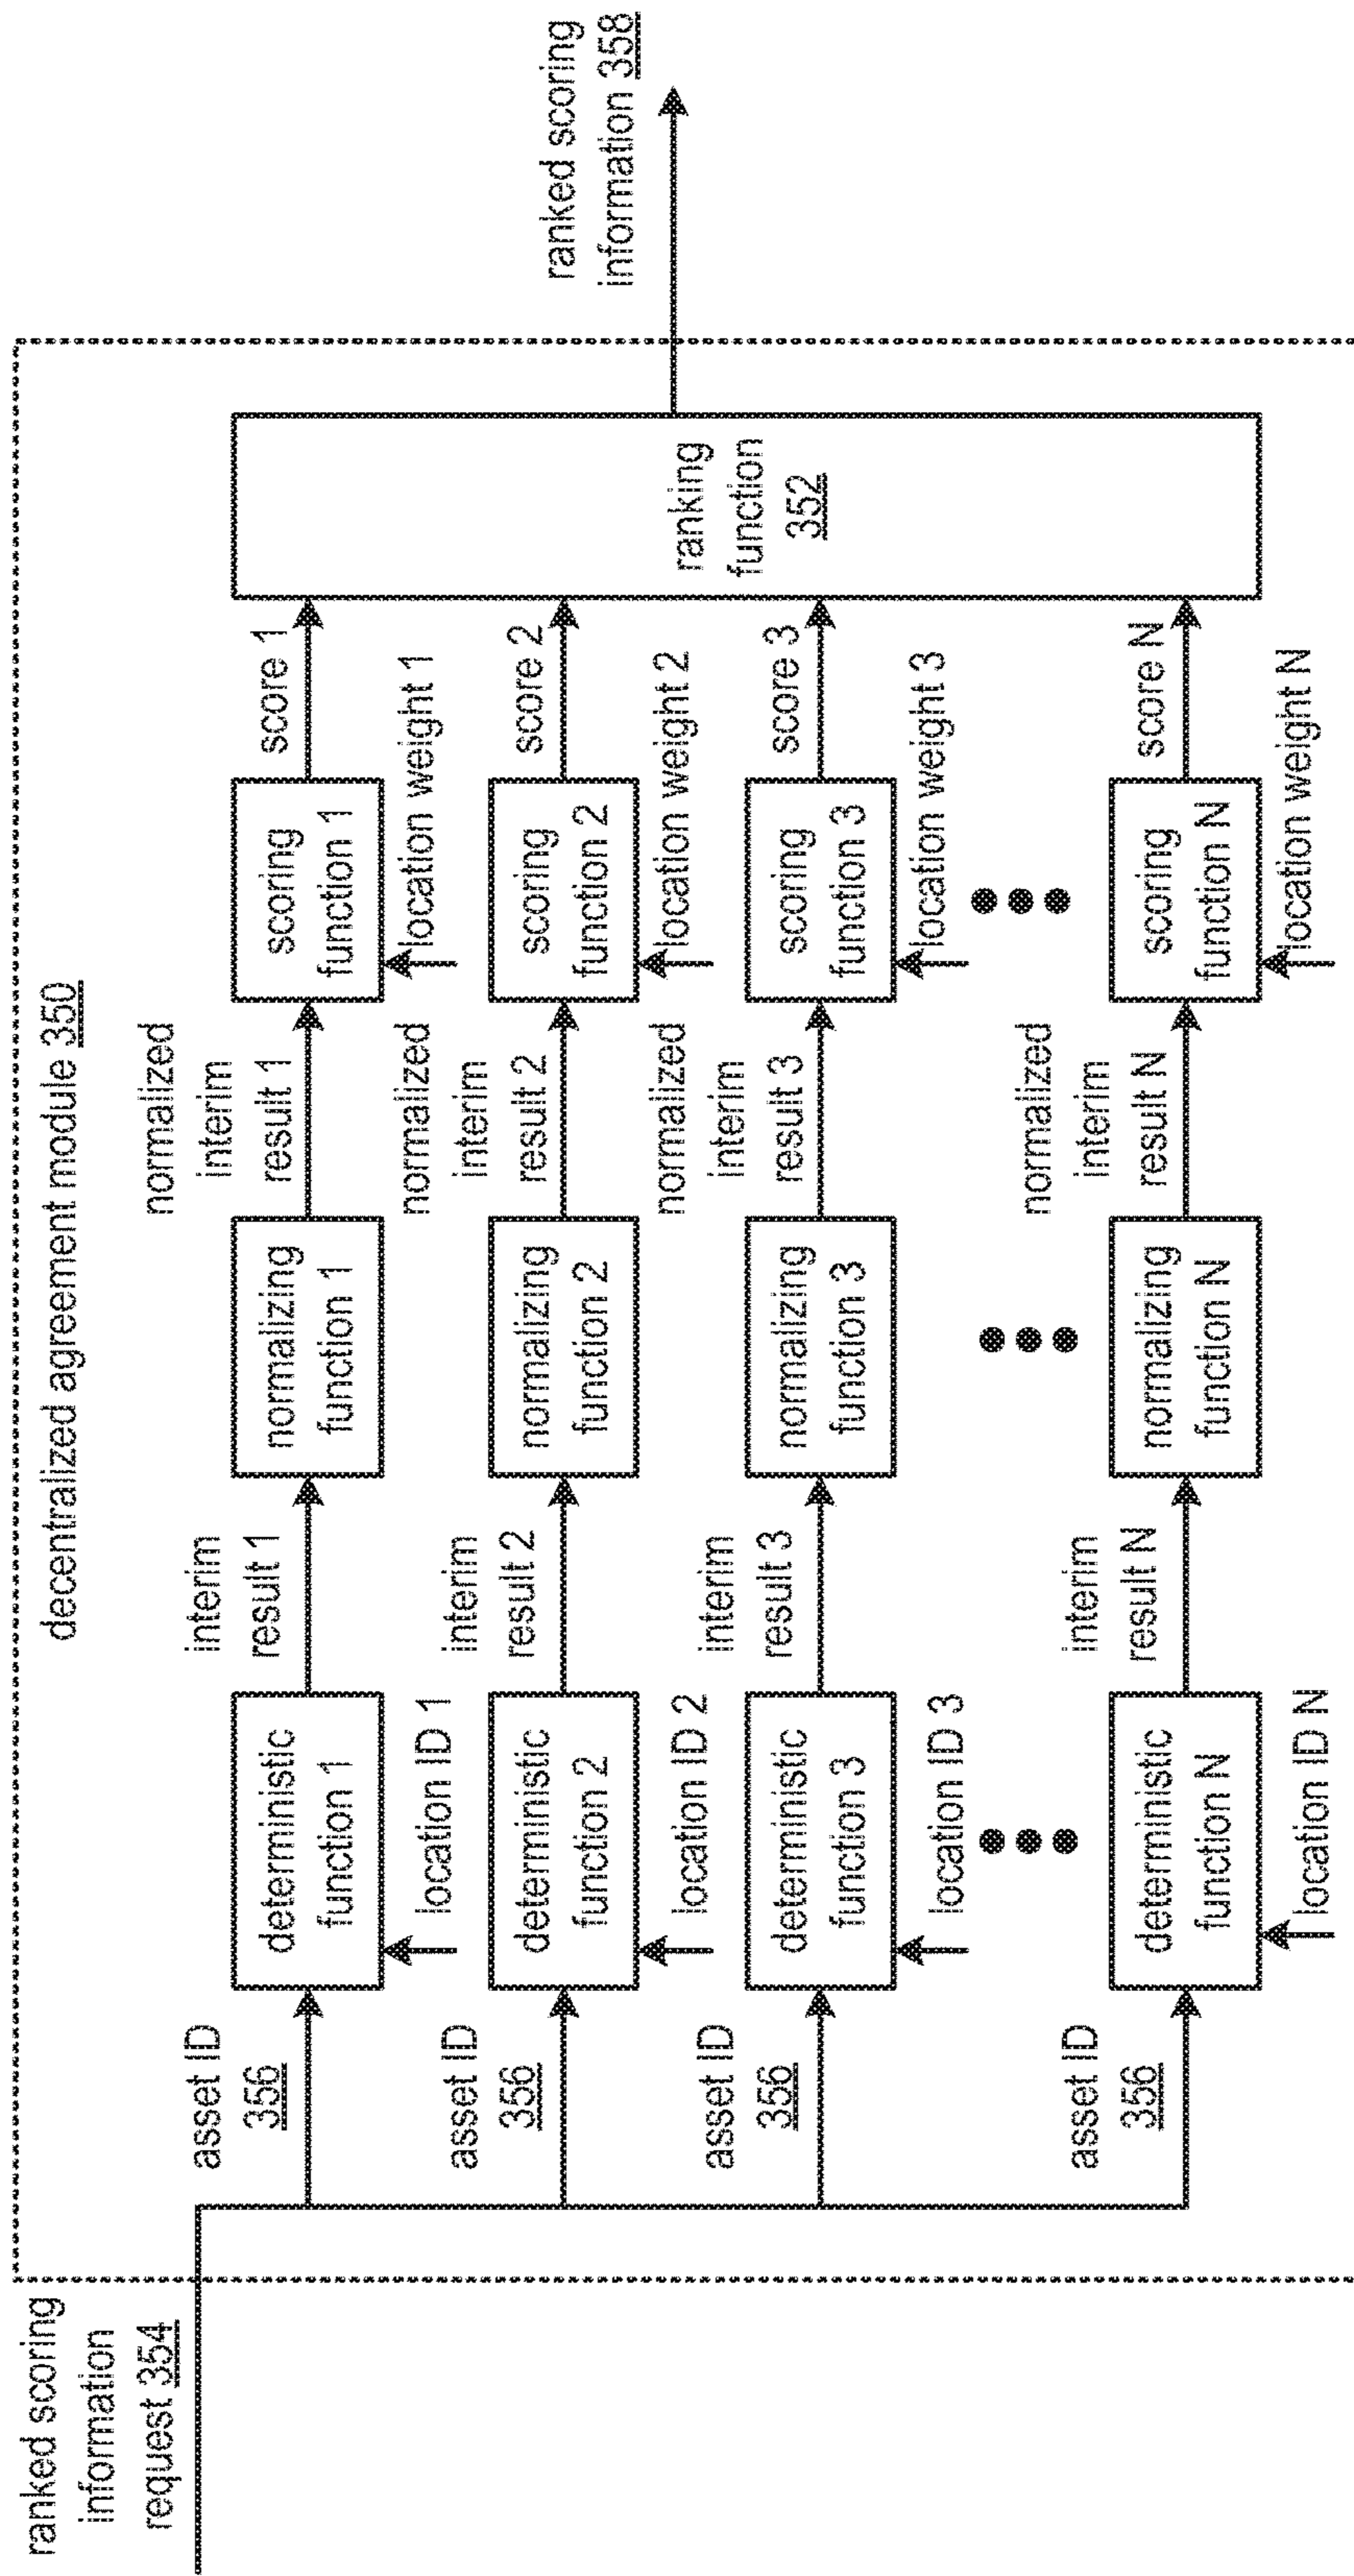 decentralized agreement module 350
ranked scoring
information
request 354
asset ID
356
deterministic
function 1
location ID 1
interim
result 1
normalizing
function 1
normalized
interim
result 1
scoring
function 1
location weight 1
score 1
asset ID
356
deterministic
function 2
location ID 2
interim
result 2
normalizing
function 2
normalized
interim
result 2
scoring
function 2
location weight 2
score 2
asset ID
356
deterministic
function 3
location ID 3
interim
result 3
normalizing
function 3
normalized
interim
result 3
scoring
function 3
location weight 3
score 3
asset ID
356
deterministic
function N
location ID N
interim
result N
normalizing
function N
normalized
interim
result N
scoring
function N
location weight N
score N
ranking
function
352
ranked scoring
information 358